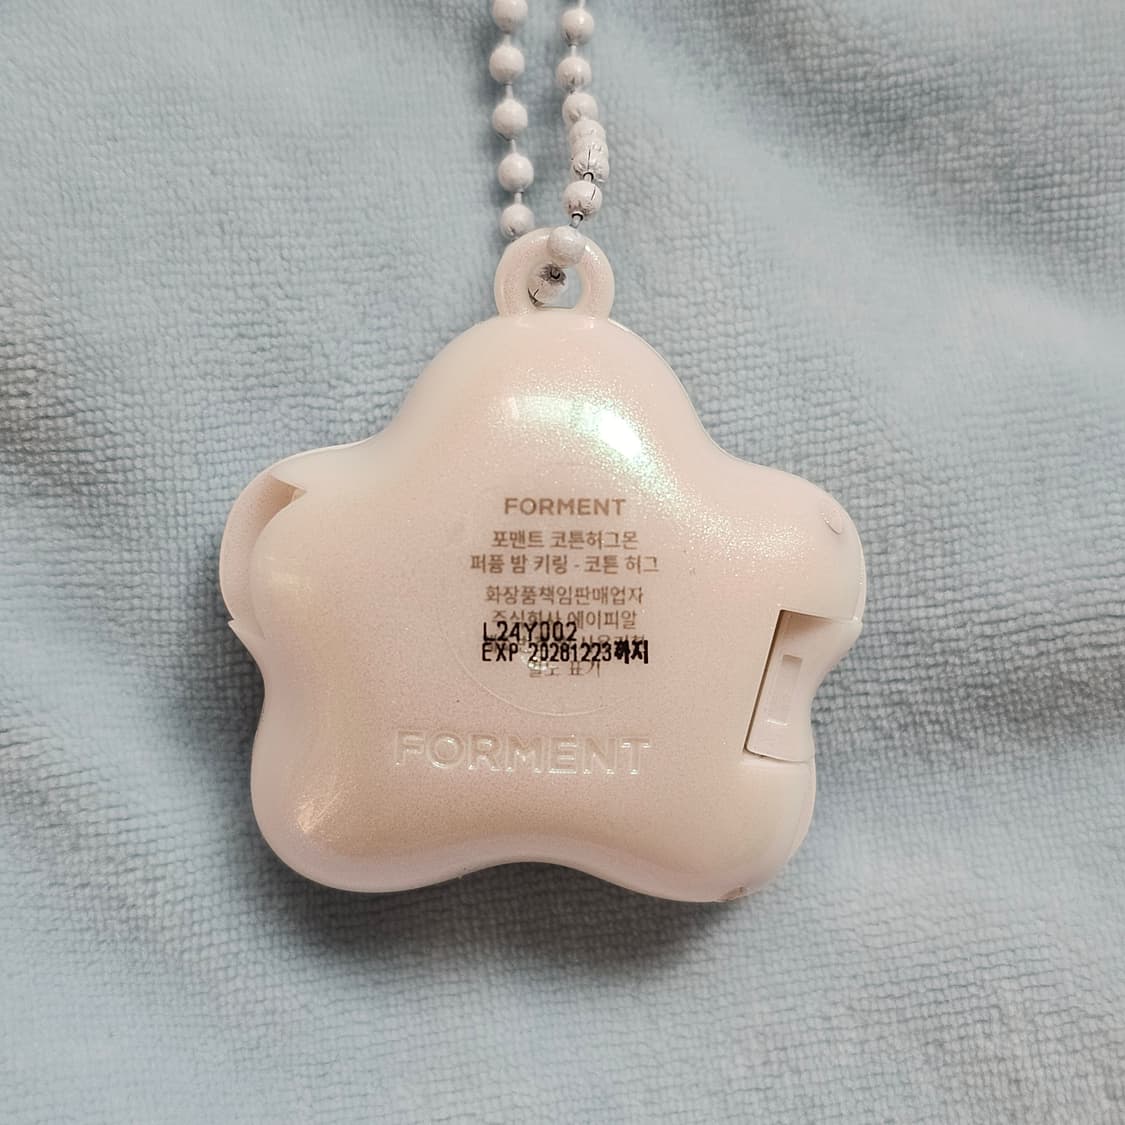 FORMENT
포맨트 코튼허그몬
퍼퓸 밤 키링 - 코튼 허그
화장품책임판매업자
주식회사 에이피알
L24Y002
EXP 20281223까지
별도 표기
FORMENT